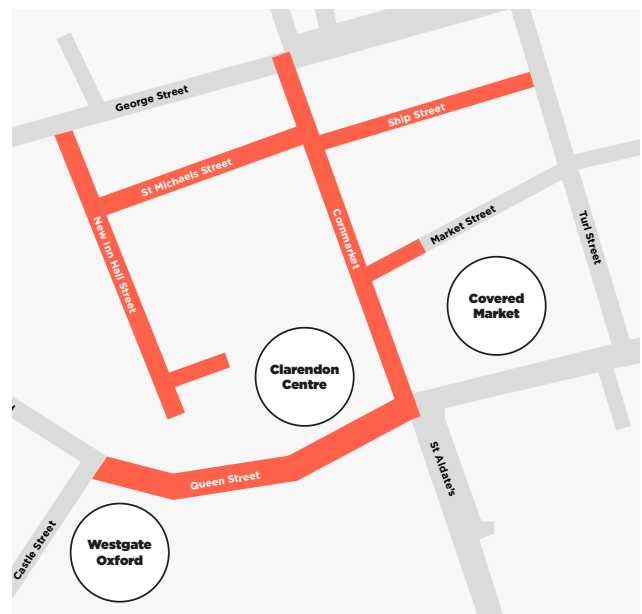 George Street
Ship Street
St Michaels Street
New Inn Hall Street
Cornmarket
Market Street
Turl Street
Covered
Market
Clarendon
Centre
Queen Street
St Aldate's
Castle Street
Westgate
Oxford